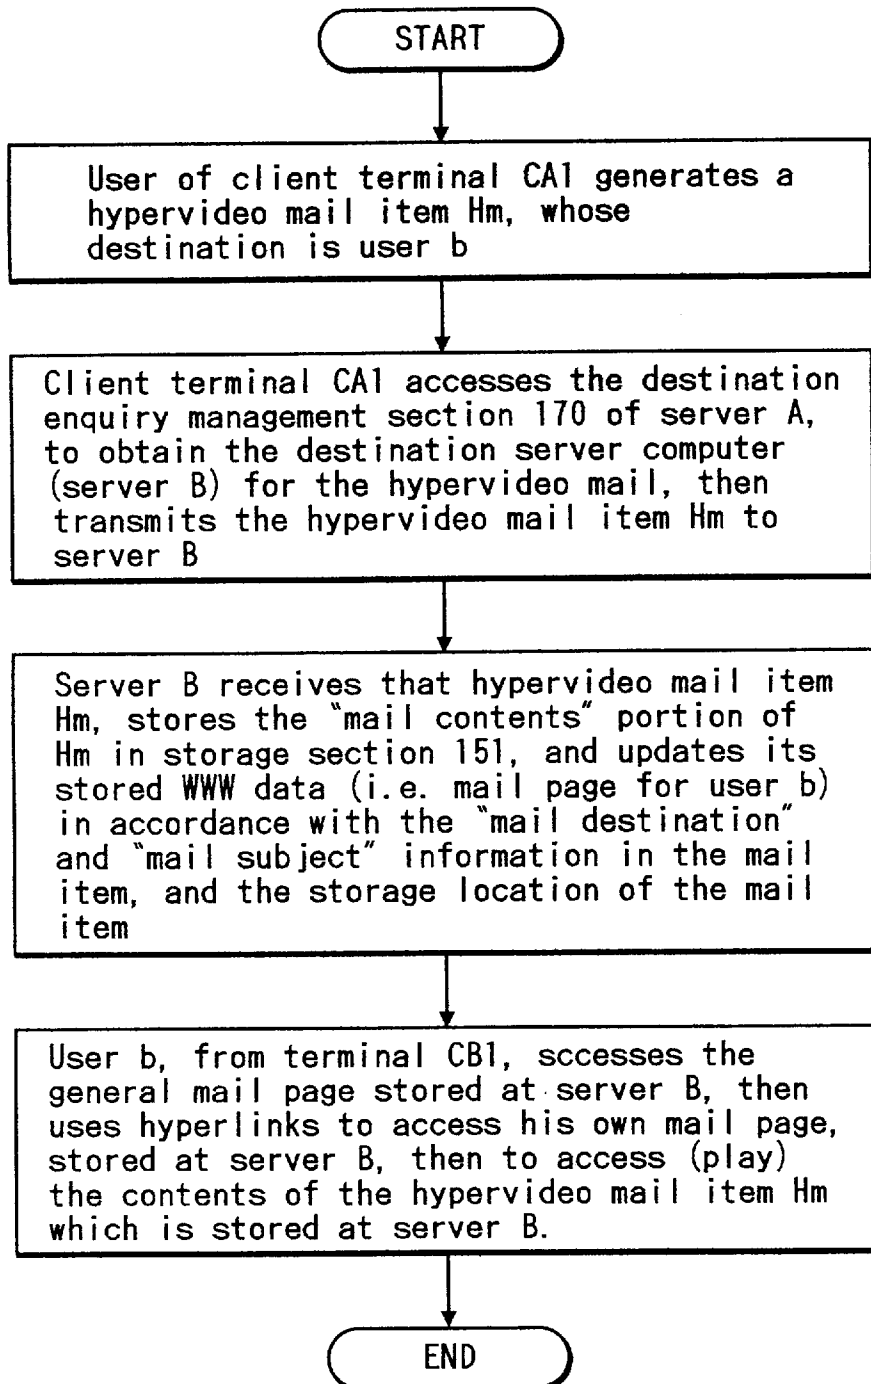 START
User of client terminal CA1 generates a
hypervideo mail item Hm, whose
destination is user b
Client terminal CA1 accesses the destination
enquiry management section 170 of server A,
to obtain the destination server computer
(server B) for the hypervideo mail, then
transmits the hypervideo mail item Hm to
server B
Server B receives that hypervideo mail item
Hm, stores the "mail contents" portion of
Hm in storage section 151, and updates its
stored WWW data (i.e. mail page for user b)
in accordance with the "mail destination"
and "mail subject" information in the mail
item, and the storage location of the mail
item
User b, from terminal CB1, sccesses the
general mail page stored at server B, then
uses hyperlinks to access his own mail page,
stored at server B, then to access (play)
the contents of the hypervideo mail item Hm
which is stored at server B.
END